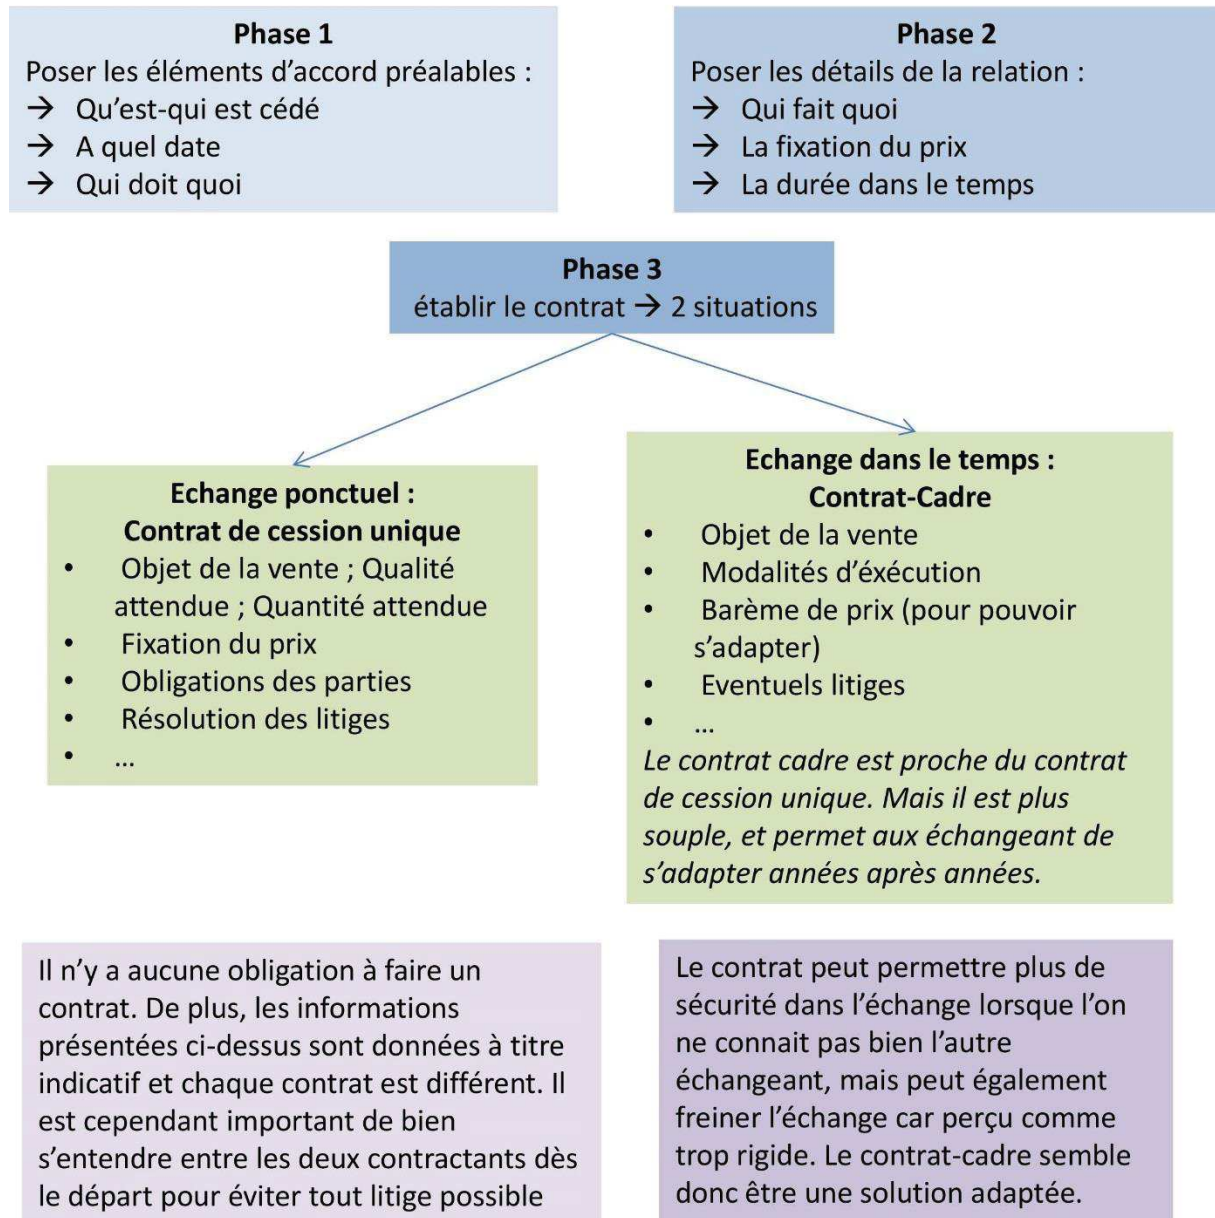 Phase 1
Poser les éléments d'accord préalables :
→ Qu'est-qui est cédé
→ A quel date
→ Qui doit quoi
Phase 2
Poser les détails de la relation :
→ Qui fait quoi
→ La fixation du prix
→ La durée dans le temps
Phase 3
établir le contrat → 2 situations
Echange ponctuel :
Contrat de cession unique
• Objet de la vente ; Qualité
attendue ; Quantité attendue
• Fixation du prix
• Obligations des parties
• Résolution des litiges
• ...
Echange dans le temps :
Contrat-Cadre
• Objet de la vente
• Modalités d'éxécution
• Barème de prix (pour pouvoir
s'adapter)
• Eventuels litiges
• ...
Le contrat cadre est proche du contrat
de cession unique. Mais il est plus
souple, et permet aux échangeant de
s'adapter années après années.
Il n'y a aucune obligation à faire un
contrat. De plus, les informations
présentées ci-dessus sont données à titre
indicatif et chaque contrat est différent. Il
est cependant important de bien
s'entendre entre les deux contractants dès
le départ pour éviter tout litige possible
Le contrat peut permettre plus de
sécurité dans l'échange lorsque l'on
ne connait pas bien l'autre
échangeant, mais peut également
freiner l'échange car perçu comme
trop rigide. Le contrat-cadre semble
donc être une solution adaptée.